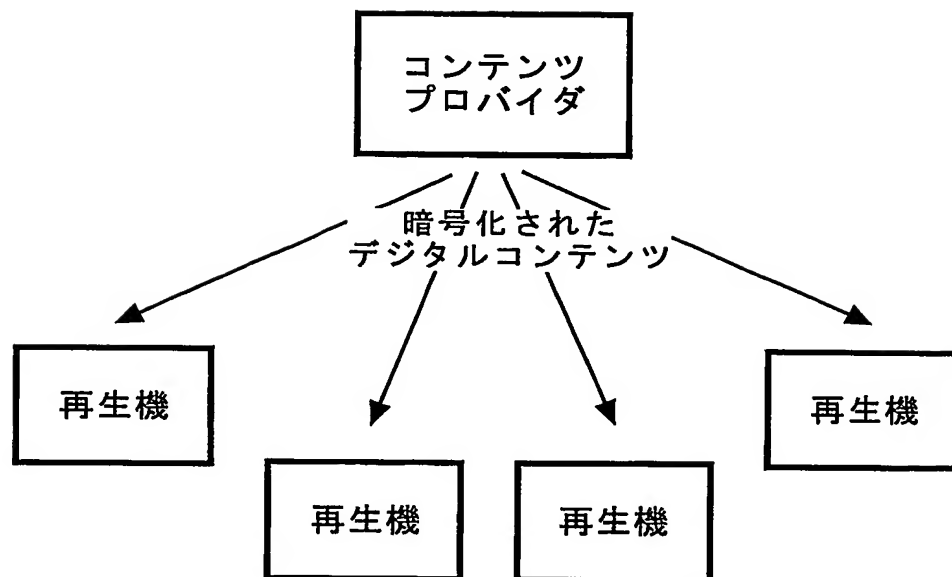 コンテンツ
プロバイダ
暗号化された
デジタルコンテンツ
再生機
再生機
再生機
再生機